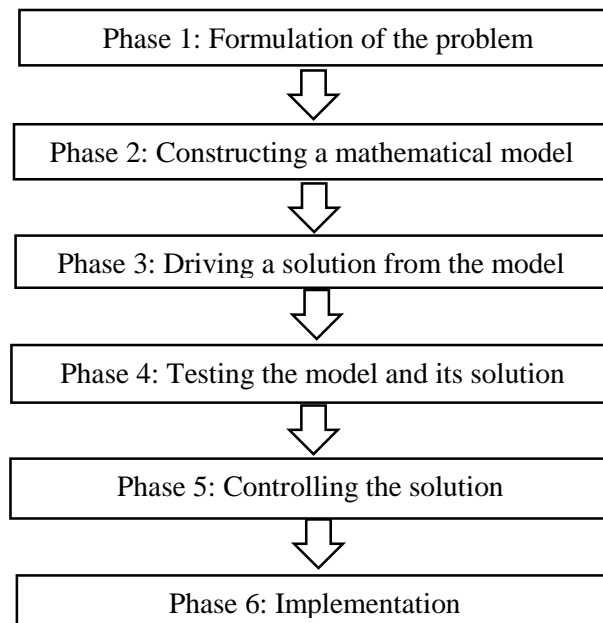 Phase 1: Formulation of the problem
Phase 2: Constructing a mathematical model
Phase 3: Driving a solution from the model
Phase 4: Testing the model and its solution
Phase 5: Controlling the solution
Phase 6: Implementation